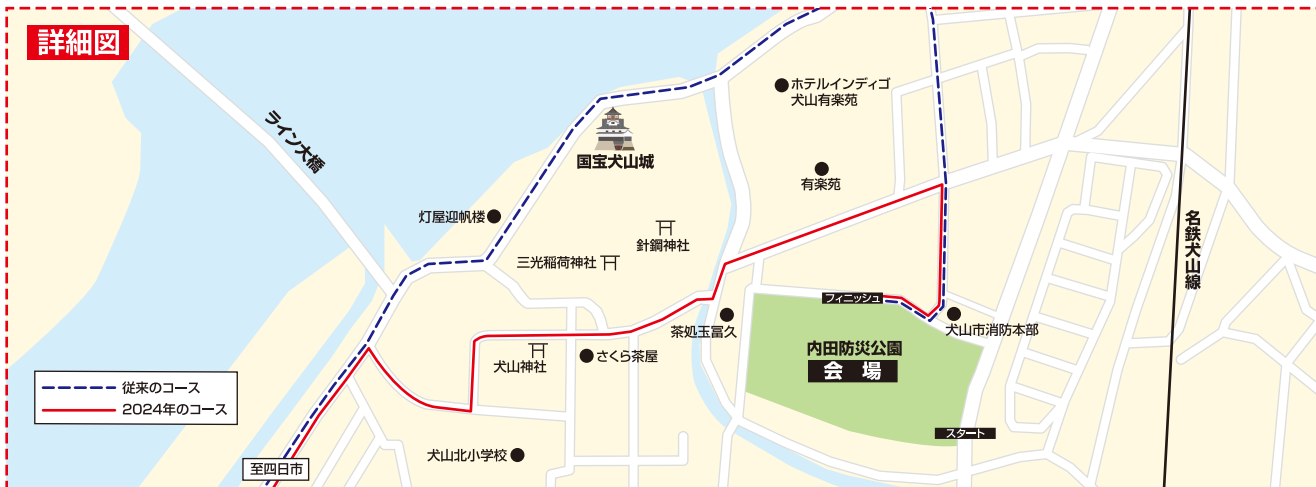 詳細図
ライン大橋
ホテルインディゴ
犬山有楽苑
国宝犬山城
有楽苑
灯屋迎帆楼
針鋼神社
三光稲荷神社
名鉄犬山線
フィニッシュ
茶処玉冨久
犬山市消防本部
内田防災公園
会 場
犬山神社
さくら茶屋
従来のコース
2024年のコース
スタート
犬山北小学校
至四日市